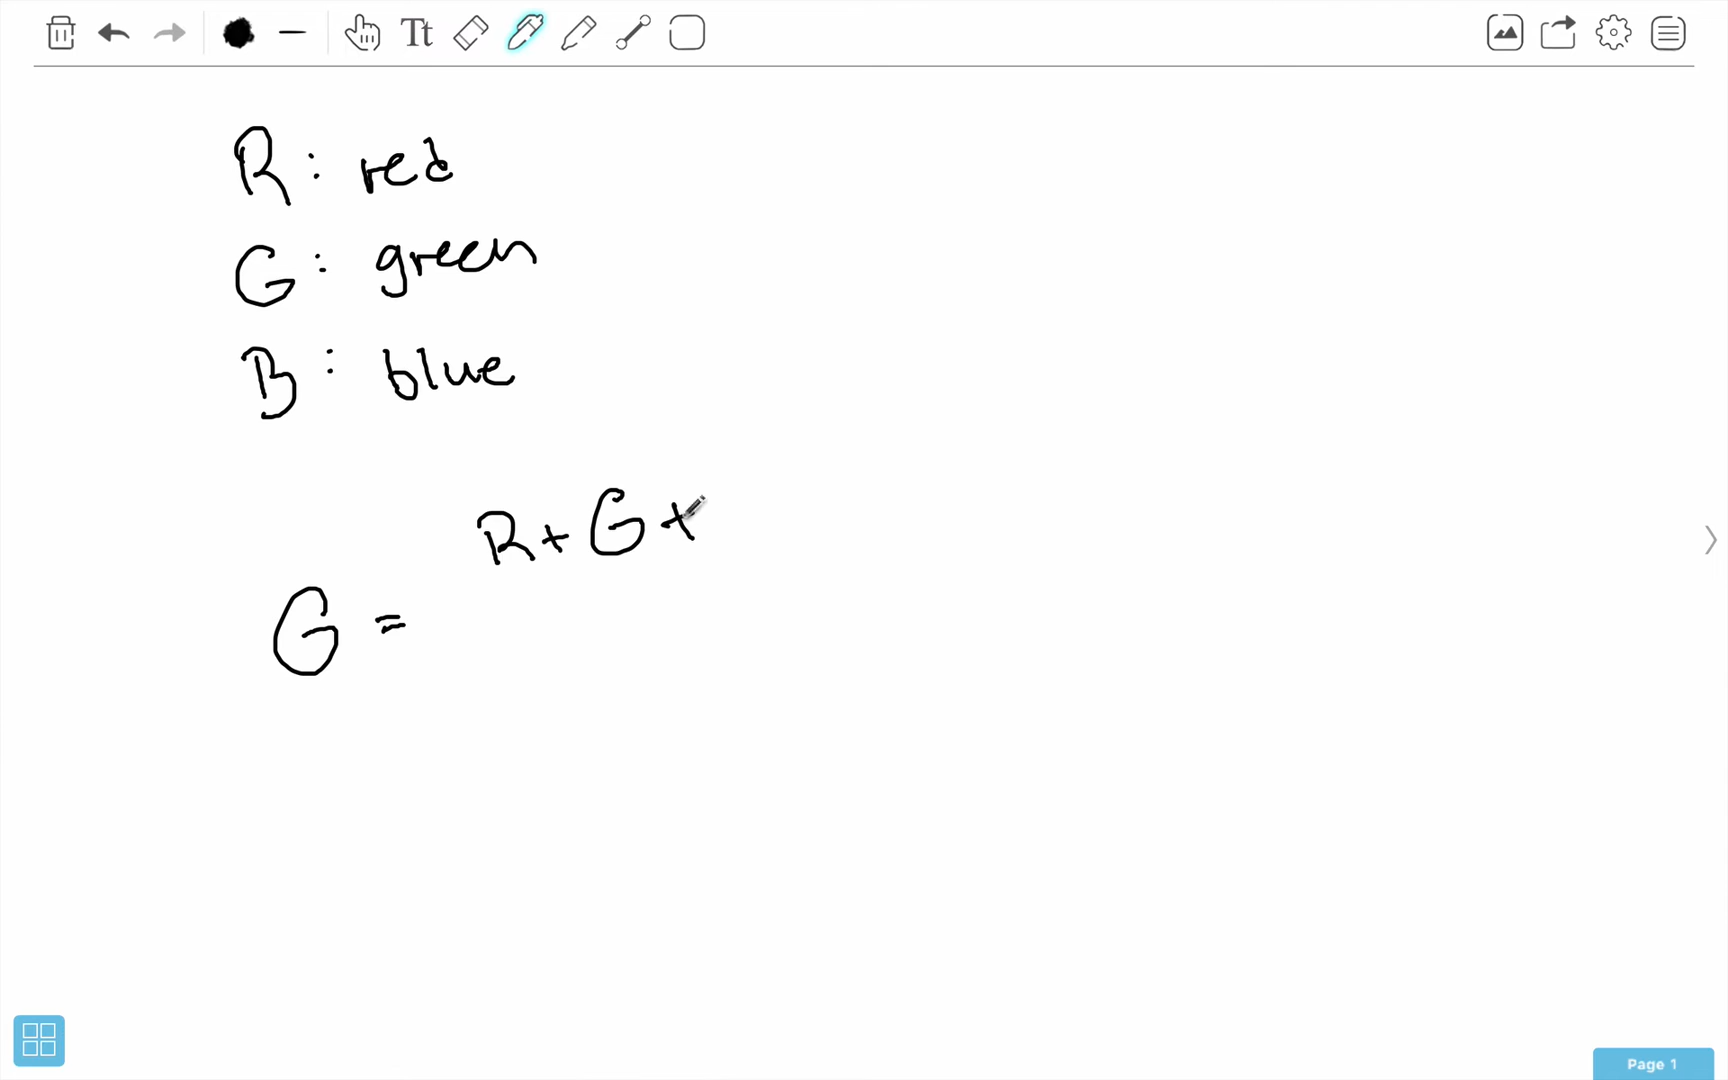 Tt
R: red
G: green
B: blue
R+G+
G =
Page 1